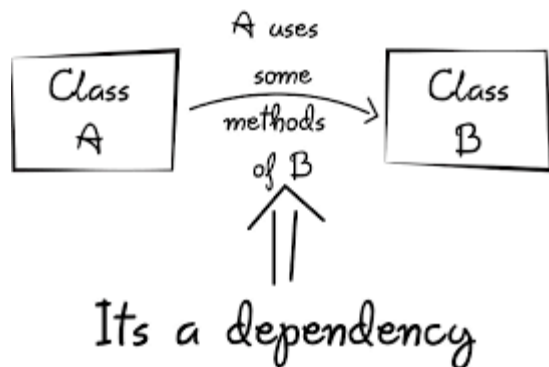 Class
A
A uses
some
methods
of B
Class
B
Its a dependency